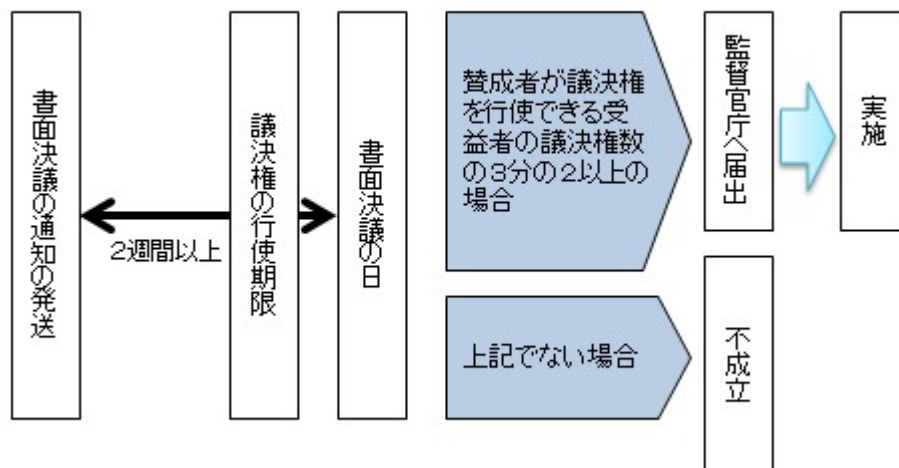 書面決議の通知の発送
2週間以上
議決権の行使期限
書面決議の日
賛成者が議決権
を行使できる受
益者の議決権数
の3分の2以上の
場合
監督官庁へ届出
実施
上記でない場合
不成立